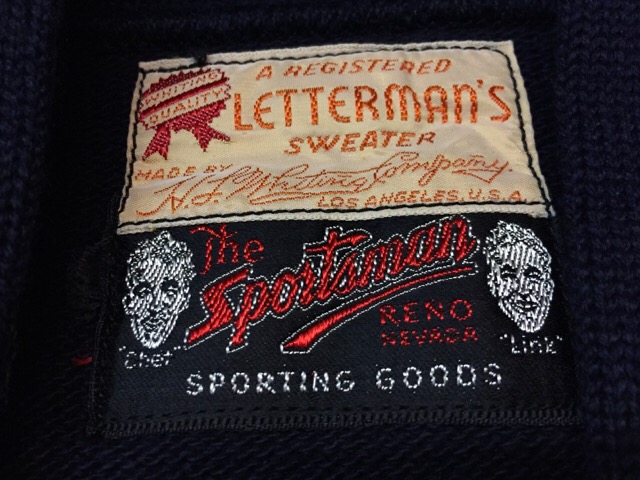 WHITING
QUALITY
A REGISTERED
LETTERMAN'S
SWEATER
MADE BY
H.L. Whiting Company.
LOS ANGELES, U.S.A.
The
Sportsman
RENO
NEVADA
"Chet"
"Link"
SPORTING GOODS